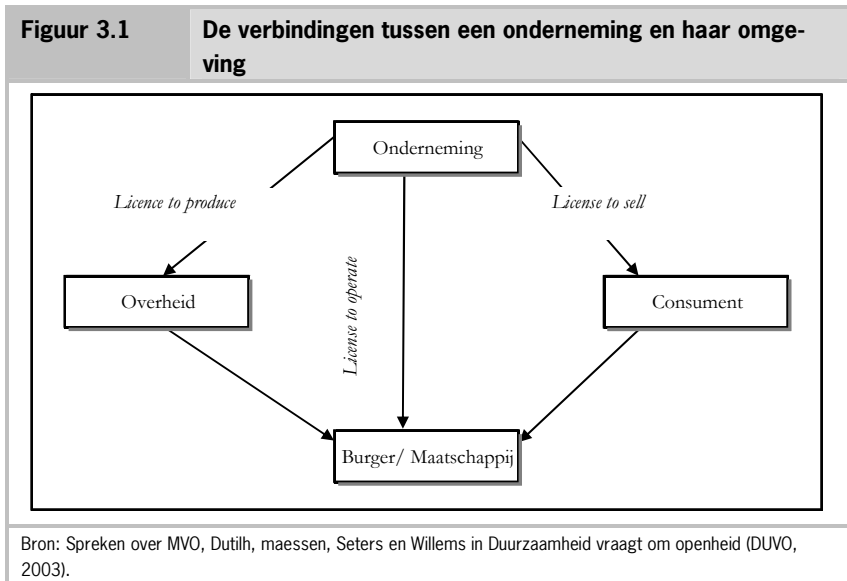 Figuur 3.1
De verbindingen tussen een onderneming en haar omge-
ving
Onderneming
Licence to produce
License to sell
License to operate
Overheid
Consument
Burger/ Maatschappij
Bron: Spreken over MVO, Dutilh, maessen, Seters en Willems in Duurzaamheid vraagt om openheid (DUVO,
2003).